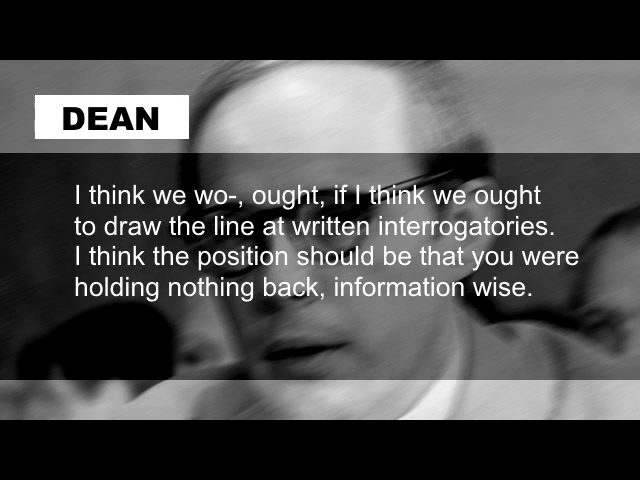 DEAN
I think we wo-, ought, if I think we ought
to draw the line at written interrogatories.
I think the position should be that you were
holding nothing back, information wise.